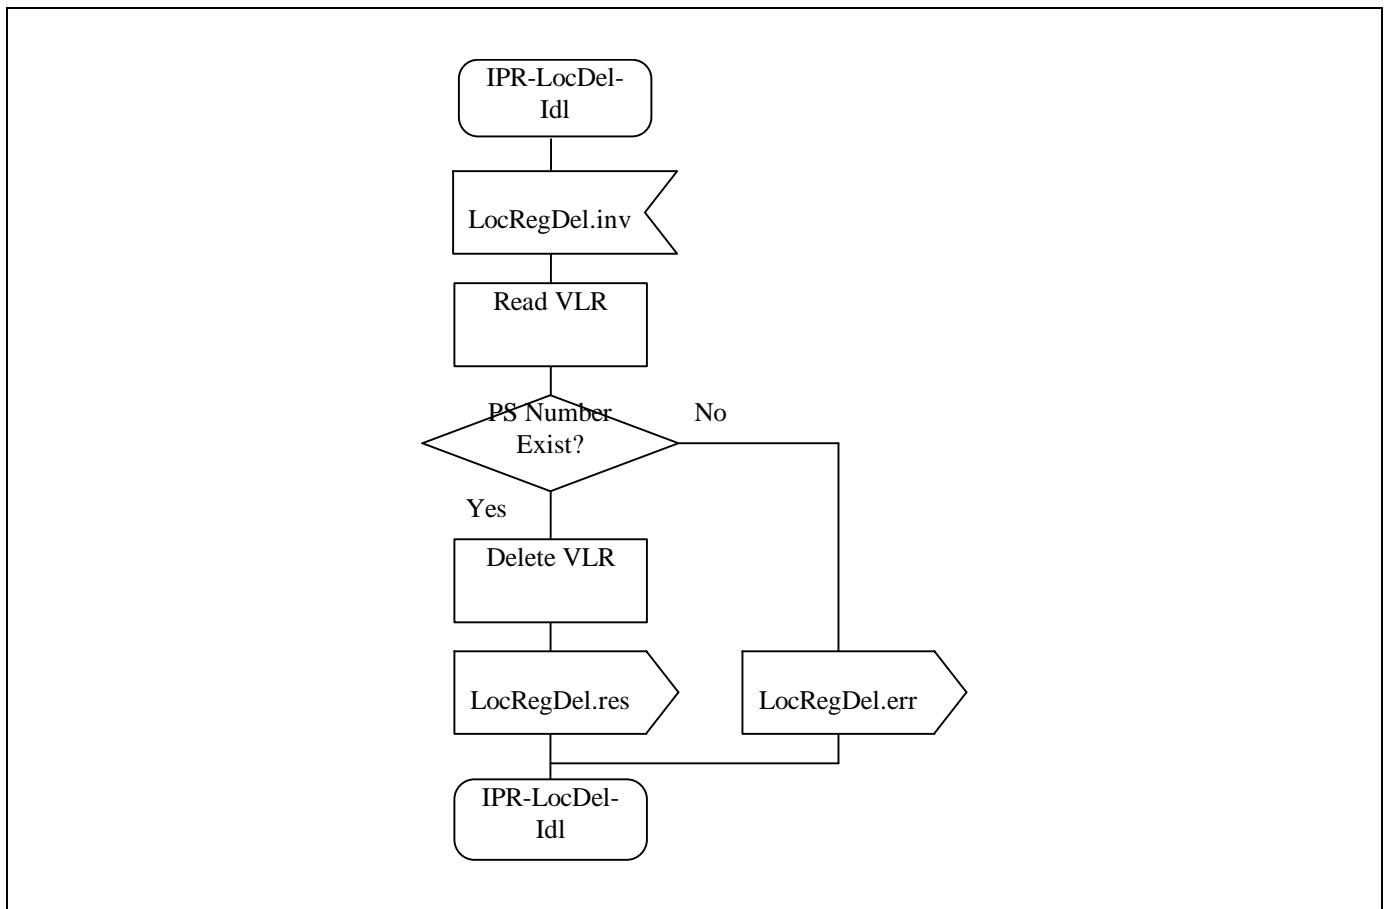 IPR-LocDel-
Idl
LocRegDel.inv
Read VLR
PS Number
Exist?
No
Yes
Delete VLR
LocRegDel.res
LocRegDel.err
IPR-LocDel-
Idl